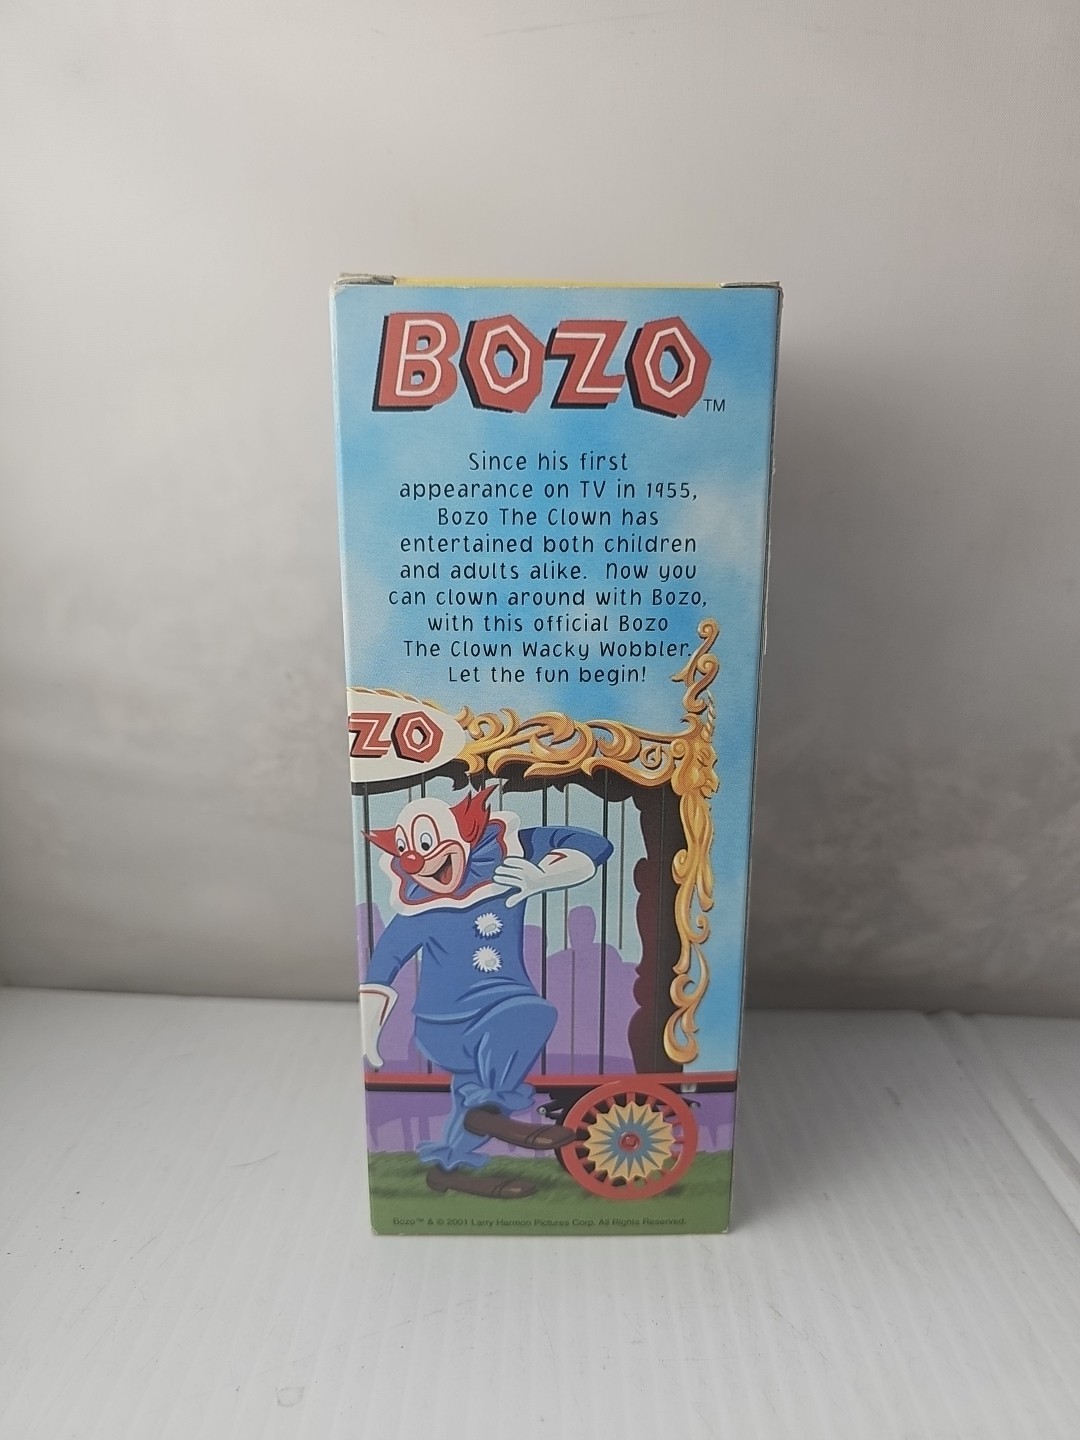 BOZO™
Since his first
appearance on TV in 1955,
Bozo The Clown has
entertained both children
and adults alike. Now you
can clown around with Bozo,
with this official Bozo
The Clown Wacky Wobbler.
Let the fun begin!
ZO
Bozo™ & © 2001 Larry Harmon Pictures Corp. All Rights Reserved.